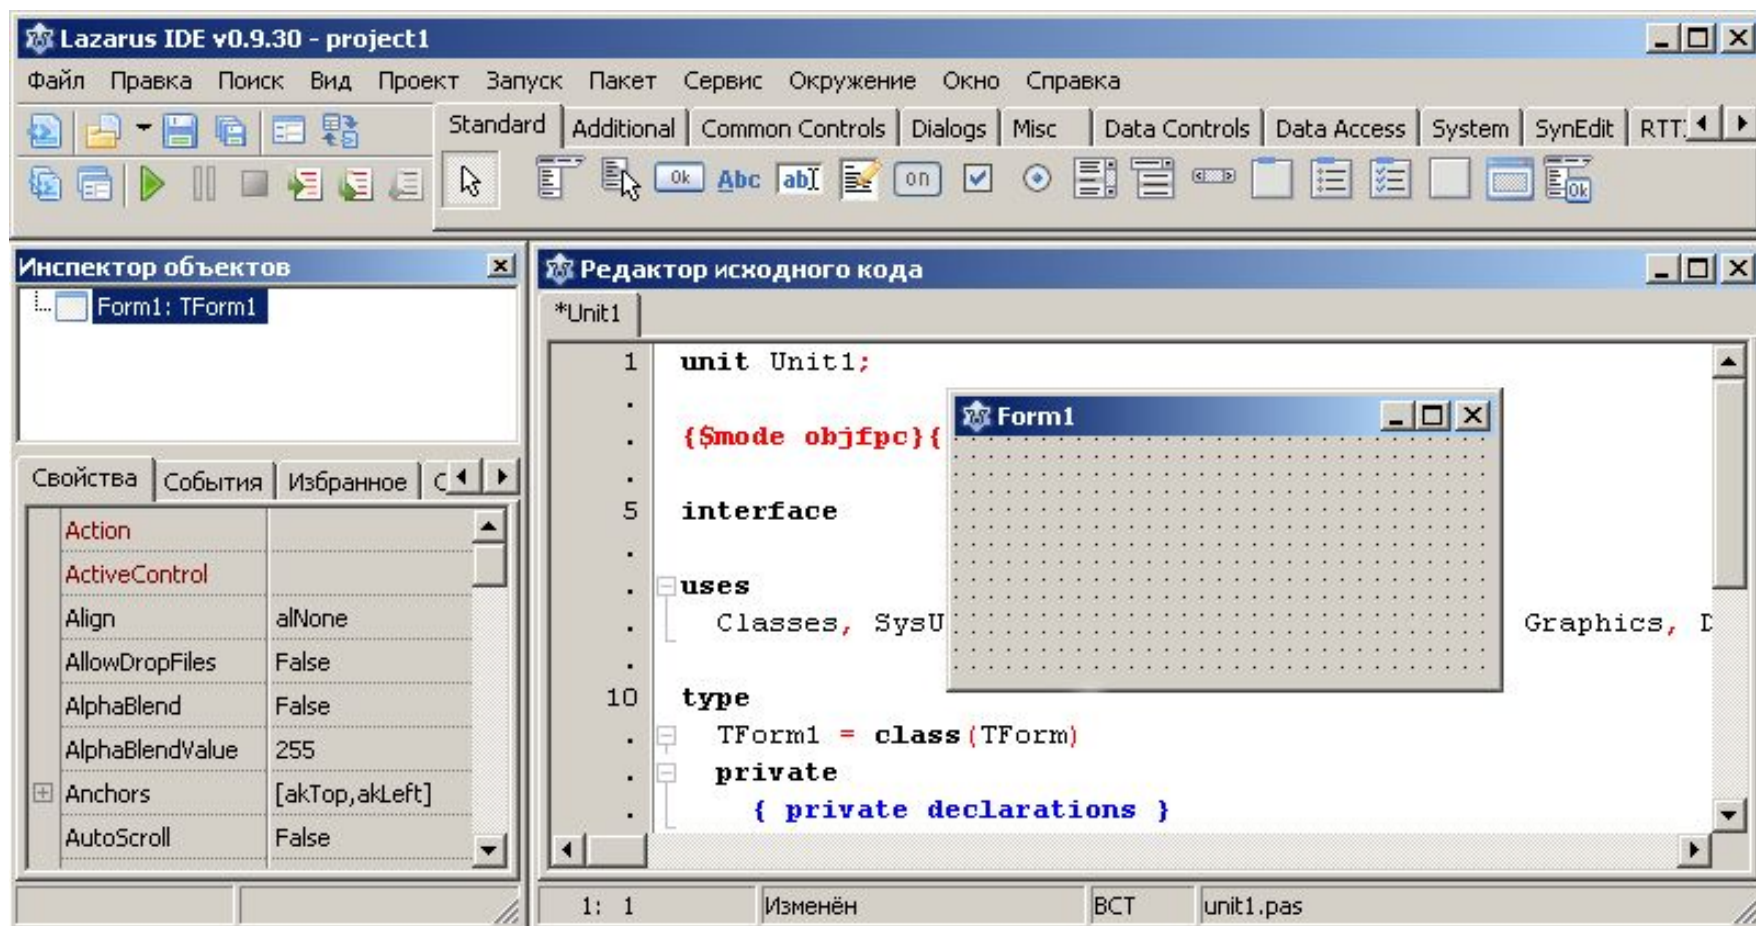 Lazarus IDE v0.9.30 - project1
Файл Правка Поиск Вид Проект Запуск Пакет Сервис Окружение Окно Справка
Standard Additional Common Controls Dialogs Misc Data Controls Data Access System SynEdit RTT
Ok Abc abI on Ok
Инспектор объектов
Form1: TForm1
Свойства События Избранное С
Action
ActiveControl
Align alNone
AllowDropFiles False
AlphaBlend False
AlphaBlendValue 255
Anchors [akTop,akLeft]
AutoScroll False
Редактор исходного кода
*Unit1
1 unit Unit1;
.
. {$mode objfpc}{
.
5 interface
.
. uses
. Classes, SysU Graphics, D
.
10 type
. TForm1 = class(TForm)
. private
. { private declarations }
Form1
1: 1 Изменён ВСТ unit1.pas